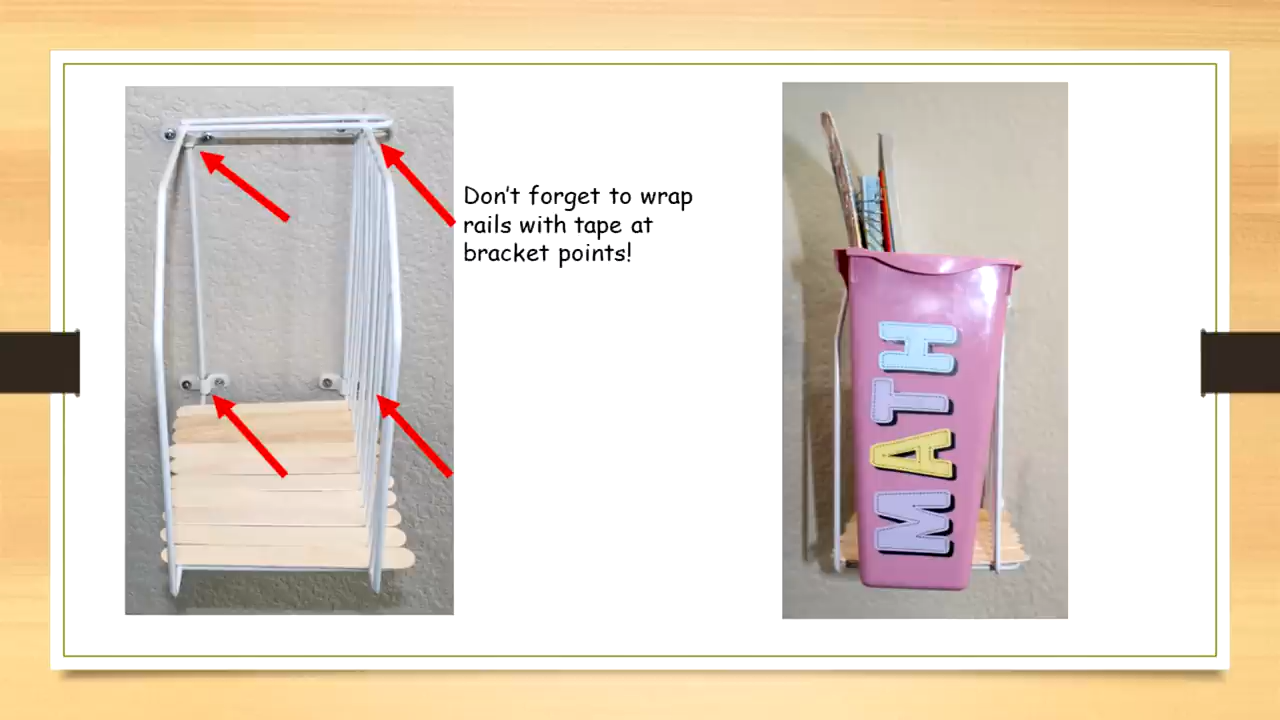 Don't forget to wrap
rails with tape at
bracket points!
MATH